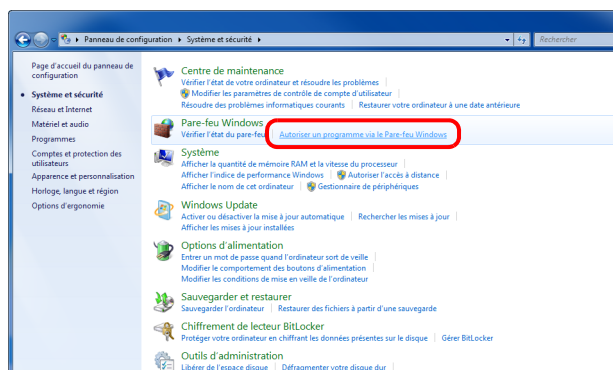 Panneau de configuration ▸ Système et sécurité ▸
Rechercher
Page d'accueil du panneau de
configuration
Système et sécurité
Réseau et Internet
Matériel et audio
Programmes
Comptes et protection des
utilisateurs
Apparence et personnalisation
Horloge, langue et région
Options d'ergonomie
Centre de maintenance
Vérifier l'état de votre ordinateur et résoudre les problèmes
Modifier les paramètres de contrôle de compte d'utilisateur
Résoudre des problèmes informatiques courants Restaurer votre ordinateur à une date antérieure
Pare-feu Windows
Vérifier l'état du pare-feu Autoriser un programme via le Pare-feu Windows
Système
Afficher la quantité de mémoire RAM et la vitesse du processeur
Afficher l'indice de performance Windows Autoriser l'accès à distance
Afficher le nom de cet ordinateur Gestionnaire de périphériques
Windows Update
Activer ou désactiver la mise à jour automatique Rechercher les mises à jour
Afficher les mises à jour installées
Options d'alimentation
Entrer un mot de passe quand l'ordinateur sort de veille
Modifier le comportement des boutons d'alimentation
Modifier les conditions de mise en veille de l'ordinateur
Sauvegarder et restaurer
Sauvegarder l'ordinateur Restaurer des fichiers à partir d'une sauvegarde
Chiffrement de lecteur BitLocker
Protéger votre ordinateur en chiffrant les données présentes sur le disque Gérer BitLocker
Outils d'administration
Libérer de l'espace disque Défragmenter votre disque dur